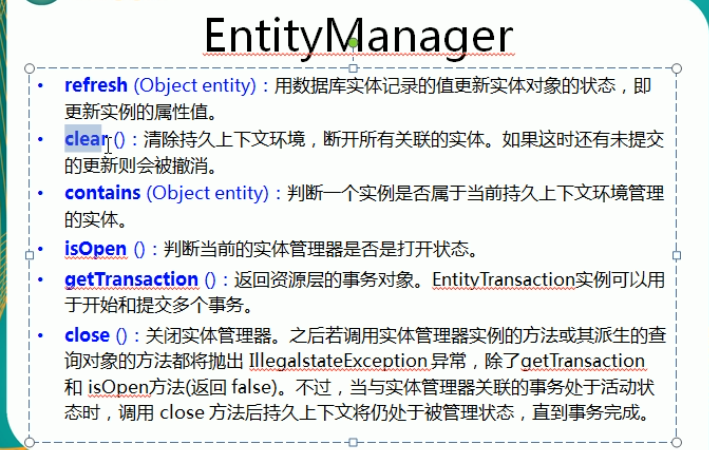 EntityManager
• refresh (Object entity)：用数据库实体记录的值更新实体对象的状态，即
更新实例的属性值。
• clear ()：清除持久上下文环境，断开所有关联的实体。如果这时还有未提交
的更新则会被撤消。
• contains (Object entity)：判断一个实例是否属于当前持久上下文环境管理
的实体。
• isOpen ()：判断当前的实体管理器是否是打开状态。
• getTransaction ()：返回资源层的事务对象。EntityTransaction实例可以用
于开始和提交多个事务。
• close ()：关闭实体管理器。之后若调用实体管理器实例的方法或其派生的查
询对象的方法都将抛出 IllegalstateException 异常，除了getTransaction
和 isOpen方法(返回 false)。不过，当与实体管理器关联的事务处于活动状
态时，调用 close 方法后持久上下文将仍处于被管理状态，直到事务完成。